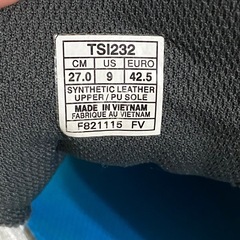 TSI232
CM US EURO
27.0 9 42.5
SYNTHETIC LEATHER
UPPER / PU SOLE
MADE IN VIETNAM
FABRIQUÉ AU VIETNAM
F821115 FV